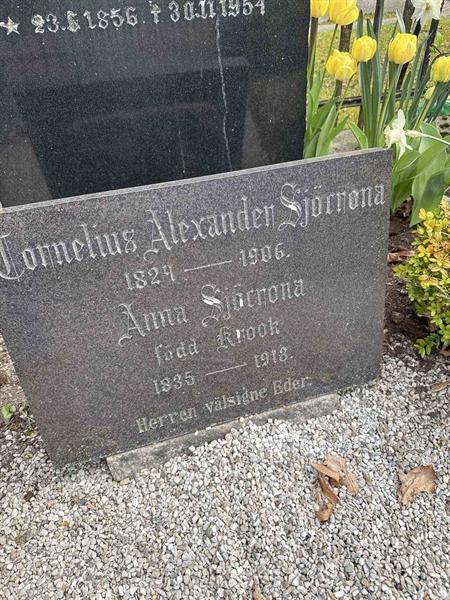 * 23.5.1856 ✝ 30.11.1954
Cornelius Alexander Sjöcrona
1824 — 1906.
Anna Sjöcrona
född Krook
1835 — 1913.
Herren välsigne Eder.